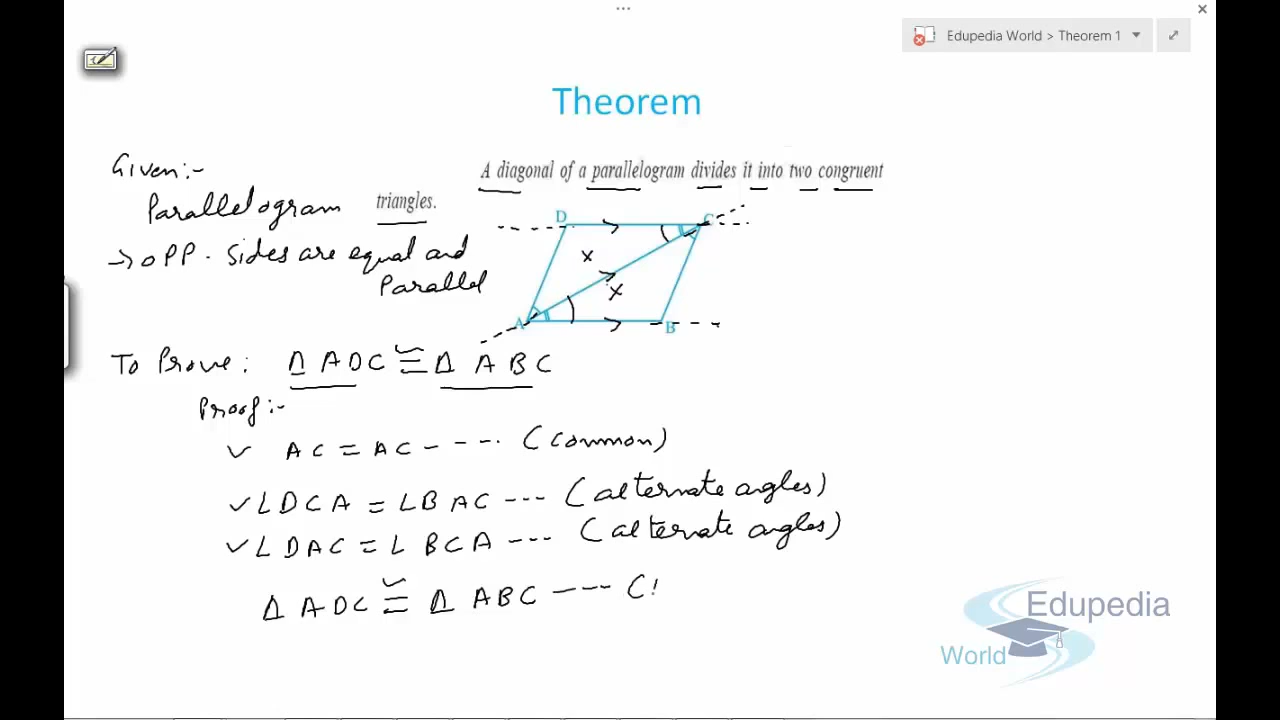 Edupedia World > Theorem 1
Theorem
Given:-
Parallelogram
→ opp. sides are equal and
parallel
A diagonal of a parallelogram divides it into two congruent
triangles.
D C
A B
To Prove: Δ ADC ≅ Δ ABC
Proof:-
✓ AC = AC ---- (common)
✓ ∠DCA = ∠BAC --- (alternate angles)
✓ ∠DAC = ∠BCA --- (alternate angles)
Δ ADC ≅ Δ ABC ---- (
Edupedia
World